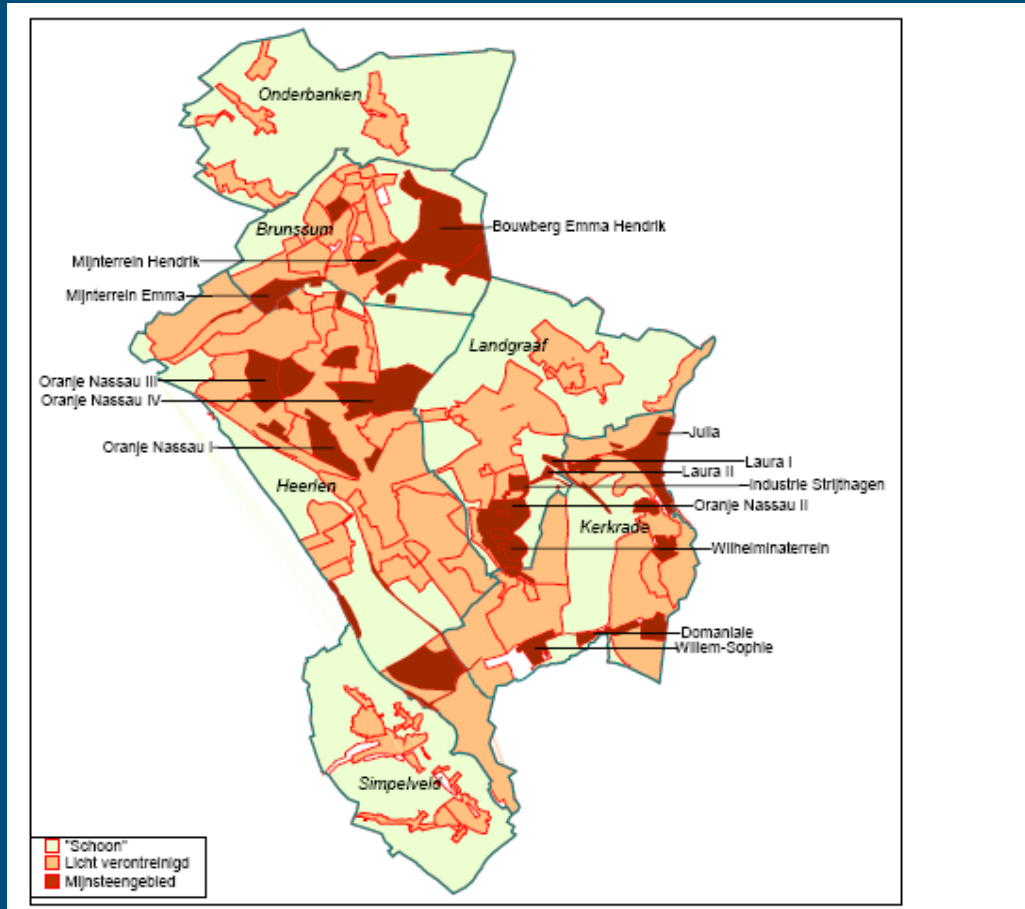 Onderbanken
Brunssum
Bouwberg Emma Hendrik
Mijnterrein Hendrik
Mijnterrein Emma
Landgraaf
Oranje Nassau III
Oranje Nassau IV
Julia
Oranje Nassau I
Laura I
Laura II
Heerlen
Industrie Strijthagen
Oranje Nassau II
Kerkrade
Wilhelminaterrein
Domaniale
Willem-Sophie
Simpelveld
"Schoon"
Licht verontreinigd
Mijnsteengebied